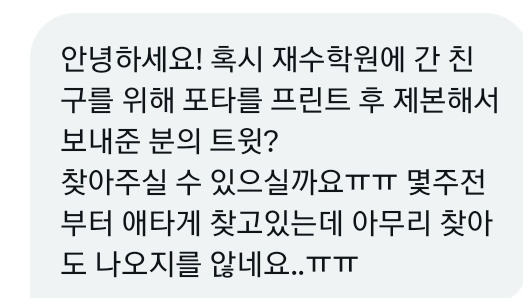 안녕하세요! 혹시 재수학원에 간 친
구를 위해 포타를 프린트 후 제본해서
보내준 분의 트윗?
찾아주실 수 있으실까요ㅠㅠ 몇주전
부터 애타게 찾고있는데 아무리 찾아
도 나오지를 않네요..ㅠㅠ